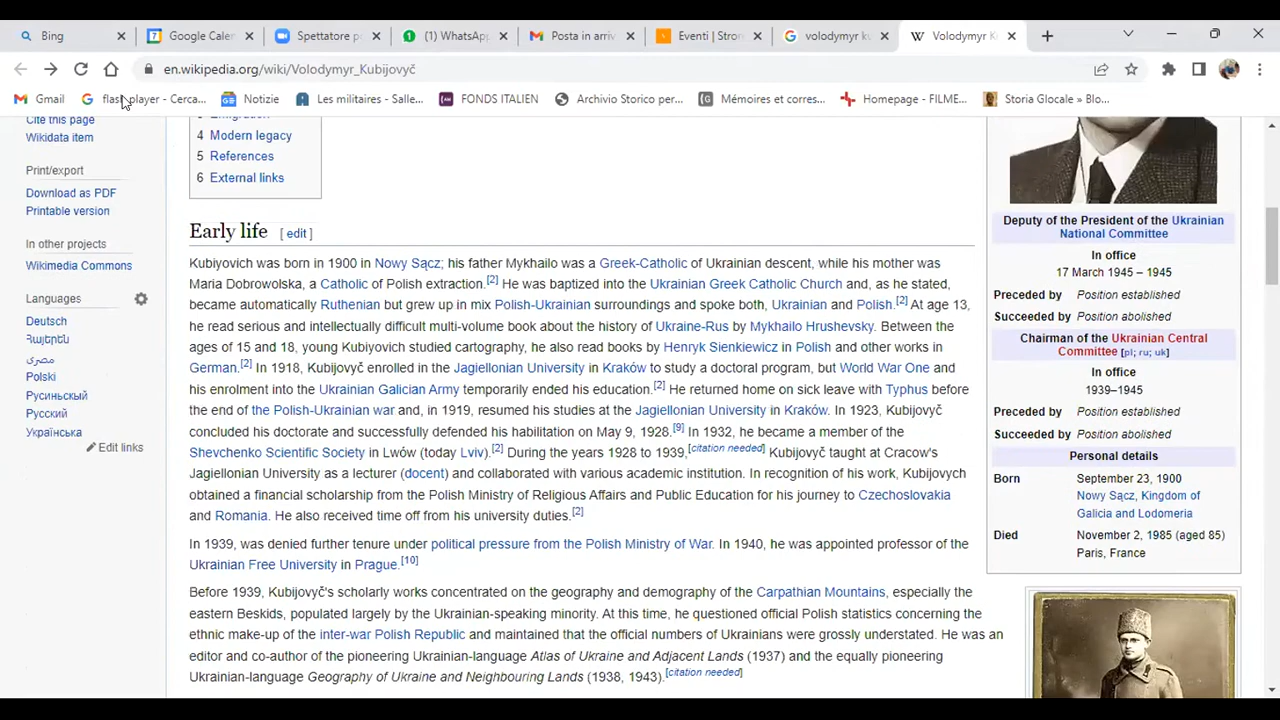 Bing
Google Cale
Spettatore p
(1) WhatsApp
Posta in arriv
Eventi | Stron
volodymyr ku
Volodymyr K
en.wikipedia.org/wiki/Volodymyr_Kubijovyč
Gmail
player - Cerca...
Notizie
Les militaires - Salle...
FONDS ITALIEN
Archivio Storico per...
Mémoires et corres...
Homepage - FILME...
Storia Glocale » Blo...
Cite this page
Wikidata item
Print/export
Download as PDF
Printable version
In other projects
Wikimedia Commons
Languages
Deutsch
Հայերեն
مصرى
Polski
Русиньскый
Русский
Українська
Edit links
4 Modern legacy
5 References
6 External links
Early life [ edit ]
Kubiyovich was born in 1900 in Nowy Sącz; his father Mykhailo was a Greek-Catholic of Ukrainian descent, while his mother was
Maria Dobrowolska, a Catholic of Polish extraction.[2] He was baptized into the Ukrainian Greek Catholic Church and, as he stated,
became automatically Ruthenian but grew up in mix Polish-Ukrainian surroundings and spoke both, Ukrainian and Polish.[2] At age 13,
he read serious and intellectually difficult multi-volume book about the history of Ukraine-Rus by Mykhailo Hrushevsky. Between the
ages of 15 and 18, young Kubiyovich studied cartography, he also read books by Henryk Sienkiewicz in Polish and other works in
German.[2] In 1918, Kubijovyč enrolled in the Jagiellonian University in Kraków to study a doctoral program, but World War One and
his enrolment into the Ukrainian Galician Army temporarily ended his education.[2] He returned home on sick leave with Typhus before
the end of the Polish-Ukrainian war and, in 1919, resumed his studies at the Jagiellonian University in Kraków. In 1923, Kubijovyč
concluded his doctorate and successfully defended his habilitation on May 9, 1928.[9] In 1932, he became a member of the
Shevchenko Scientific Society in Lwów (today Lviv).[2] During the years 1928 to 1939,[citation needed] Kubijovyč taught at Cracow's
Jagiellonian University as a lecturer (docent) and collaborated with various academic institution. In recognition of his work, Kubijovych
obtained a financial scholarship from the Polish Ministry of Religious Affairs and Public Education for his journey to Czechoslovakia
and Romania. He also received time off from his university duties.[2]
In 1939, was denied further tenure under political pressure from the Polish Ministry of War. In 1940, he was appointed professor of the
Ukrainian Free University in Prague.[10]
Before 1939, Kubijovyč's scholarly works concentrated on the geography and demography of the Carpathian Mountains, especially the
eastern Beskids, populated largely by the Ukrainian-speaking minority. At this time, he questioned official Polish statistics concerning the
ethnic make-up of the inter-war Polish Republic and maintained that the official numbers of Ukrainians were grossly understated. He was an
editor and co-author of the pioneering Ukrainian-language Atlas of Ukraine and Adjacent Lands (1937) and the equally pioneering
Ukrainian-language Geography of Ukraine and Neighbouring Lands (1938, 1943).[citation needed]
Deputy of the President of the Ukrainian
National Committee
In office
17 March 1945 – 1945
Preceded by Position established
Succeeded by Position abolished
Chairman of the Ukrainian Central
Committee [pl; ru; uk]
In office
1939–1945
Preceded by Position established
Succeeded by Position abolished
Personal details
Born September 23, 1900
Nowy Sącz, Kingdom of
Galicia and Lodomeria
Died November 2, 1985 (aged 85)
Paris, France